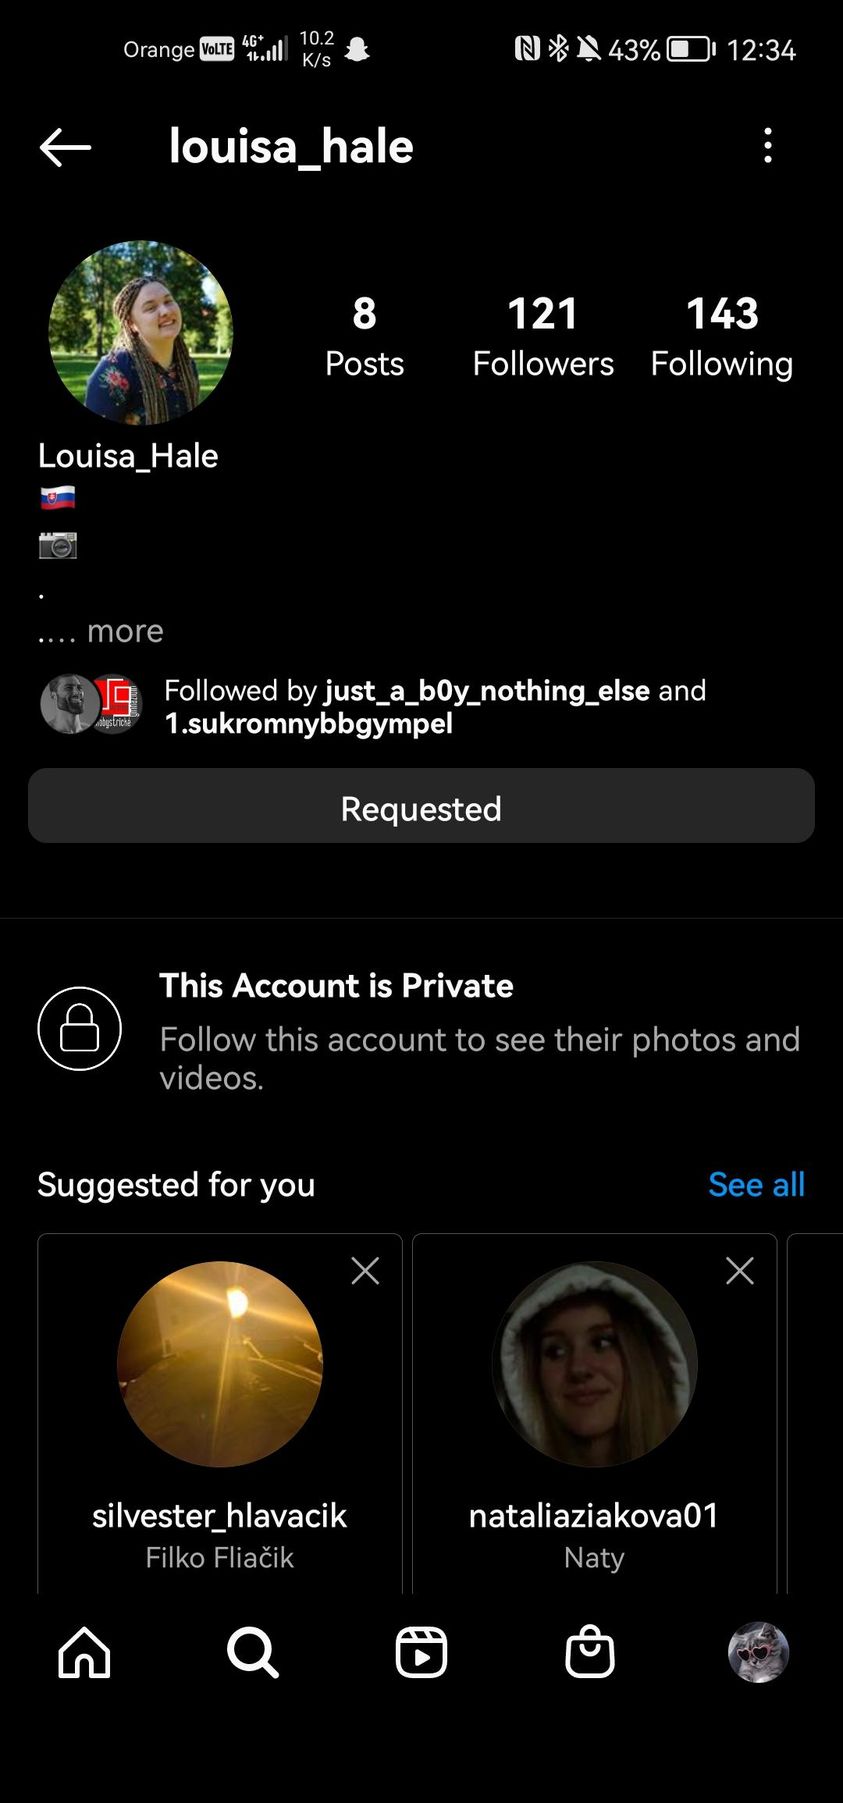 Orange VoLTE 4G+ 10.2 K/s 43% 12:34
louisa_hale
8 121 143
Posts Followers Following
Louisa_Hale
.
.... more
Followed by just_a_b0y_nothing_else and
1.sukromnybbgympel
Requested
This Account is Private
Follow this account to see their photos and
videos.
Suggested for you See all
silvester_hlavacik nataliaziakova01
Filko Fliačik Naty